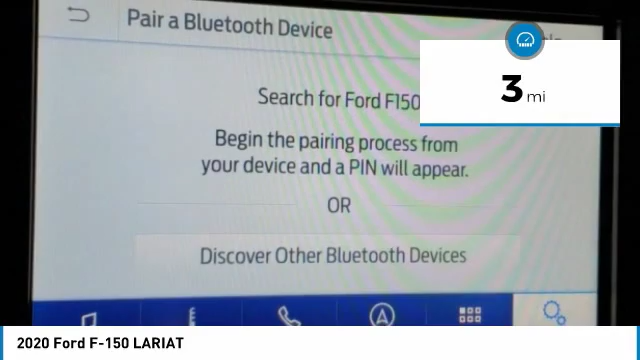 Pair a Bluetooth Device
3 mi
Search for Ford F150
Begin the pairing process from
your device and a PIN will appear.
OR
Discover Other Bluetooth Devices
2020 Ford F-150 LARIAT